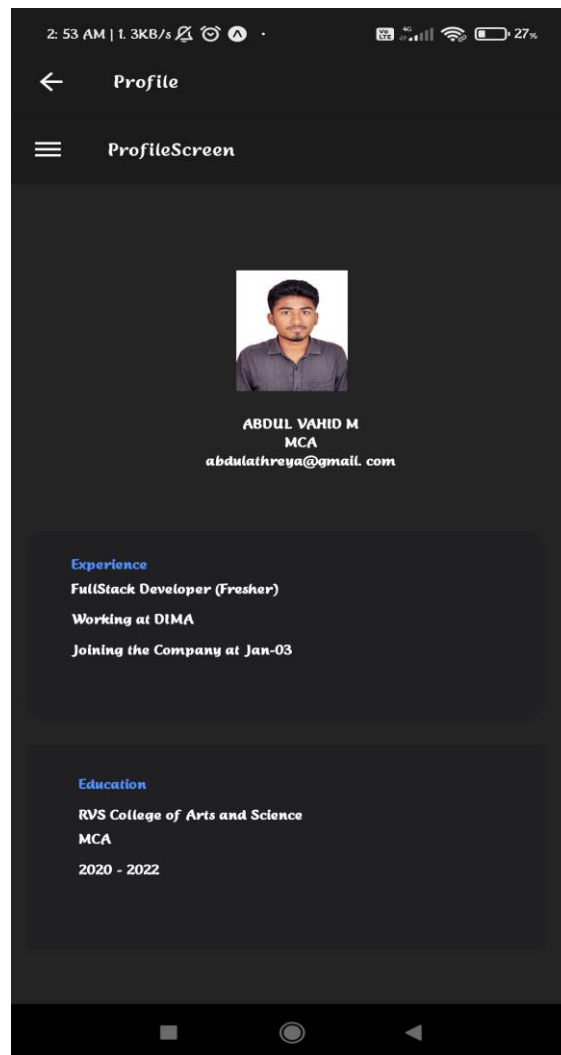 2: 53 AM | 1. 3KB/s 27%
Profile
ProfileScreen
ABDUL VAHID M
MCA
abdulathreya@gmail. com
Experience
FullStack Developer (Fresher)
Working at DIMA
Joining the Company at Jan-03
Education
RVS College of Arts and Science
MCA
2020 - 2022